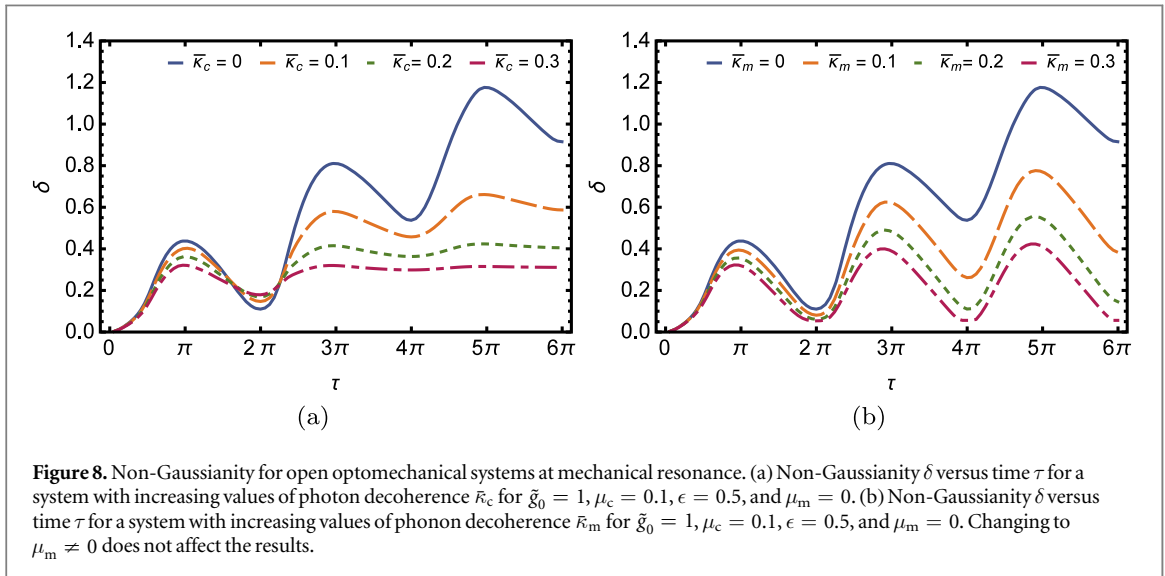 1.4
1.2
1.0
0.8
0.6
0.4
0.2
0.0
δ
κ̄c = 0 κ̄c = 0.1 κ̄c = 0.2 κ̄c = 0.3
0 π 2π 3π 4π 5π 6π
τ
(a)
1.4
1.2
1.0
0.8
0.6
0.4
0.2
0.0
δ
κ̄m = 0 κ̄m = 0.1 κ̄m = 0.2 κ̄m = 0.3
0 π 2π 3π 4π 5π 6π
τ
(b)
Figure 8. Non-Gaussianity for open optomechanical systems at mechanical resonance. (a) Non-Gaussianity δ versus time τ for a
system with increasing values of photon decoherence κ̄c for g̃0 = 1, μc = 0.1, ϵ = 0.5, and μm = 0. (b) Non-Gaussianity δ versus
time τ for a system with increasing values of phonon decoherence κ̄m for g̃0 = 1, μc = 0.1, ϵ = 0.5, and μm = 0. Changing to
μm ≠ 0 does not affect the results.